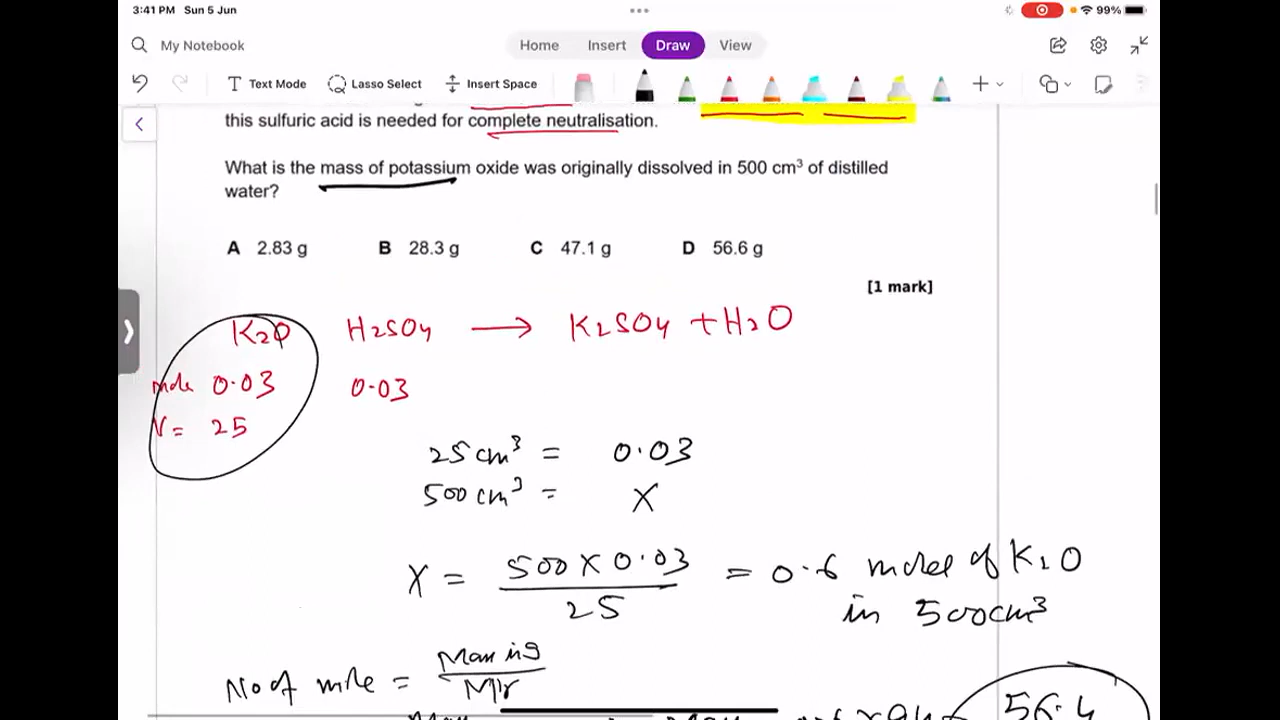 3:41 PM Sun 5 Jun
99%
My Notebook
Home Insert Draw View
Text Mode Lasso Select Insert Space
this sulfuric acid is needed for complete neutralisation.
What is the mass of potassium oxide was originally dissolved in 500 cm³ of distilled
water?
A 2.83 g B 28.3 g C 47.1 g D 56.6 g
[1 mark]
K2O H2SO4 → K2SO4 + H2O
mole 0.03 0.03
V = 25
25 cm³ = 0.03
500 cm³ = X
X = 500 X 0.03 / 25 = 0.6 moles of K2O
in 500cm³
No of mole = Mass in g / Mr
56.4